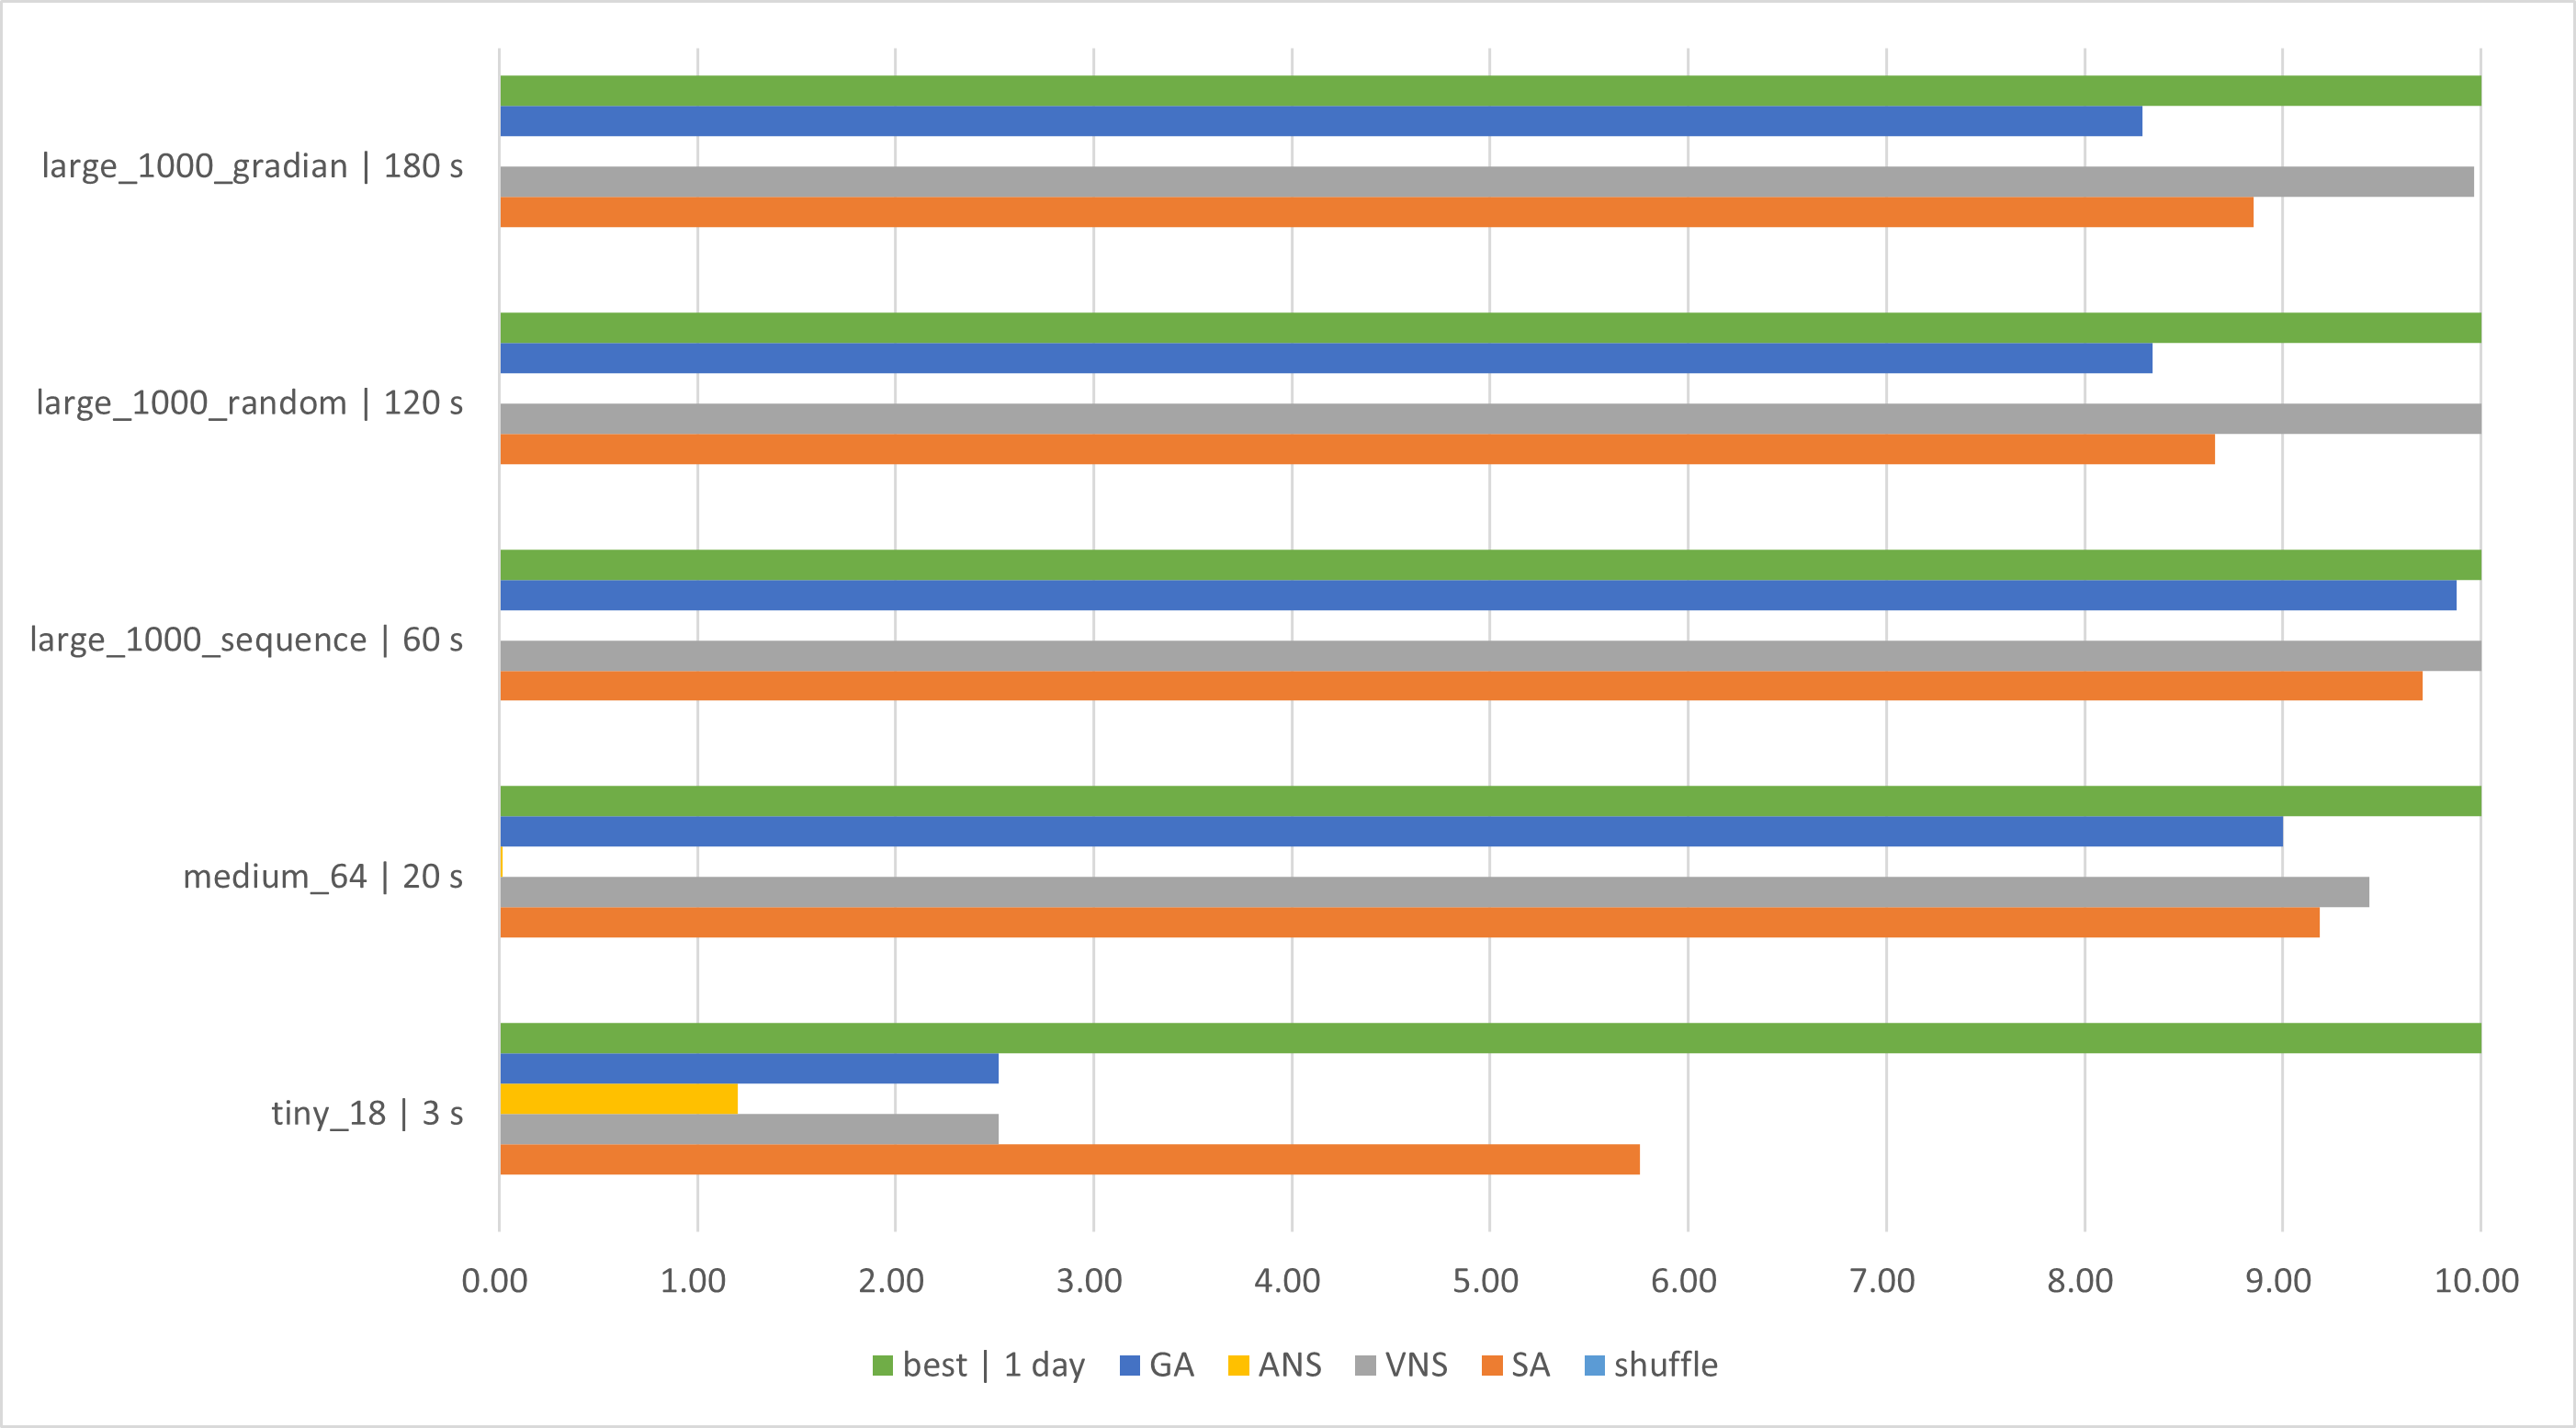 large_1000_gradian | 180 s
large_1000_random | 120 s
large_1000_sequence | 60 s
medium_64 | 20 s
tiny_18 | 3 s
0.00 1.00 2.00 3.00 4.00 5.00 6.00 7.00 8.00 9.00 10.00
best | 1 day GA ANS VNS SA shuffle